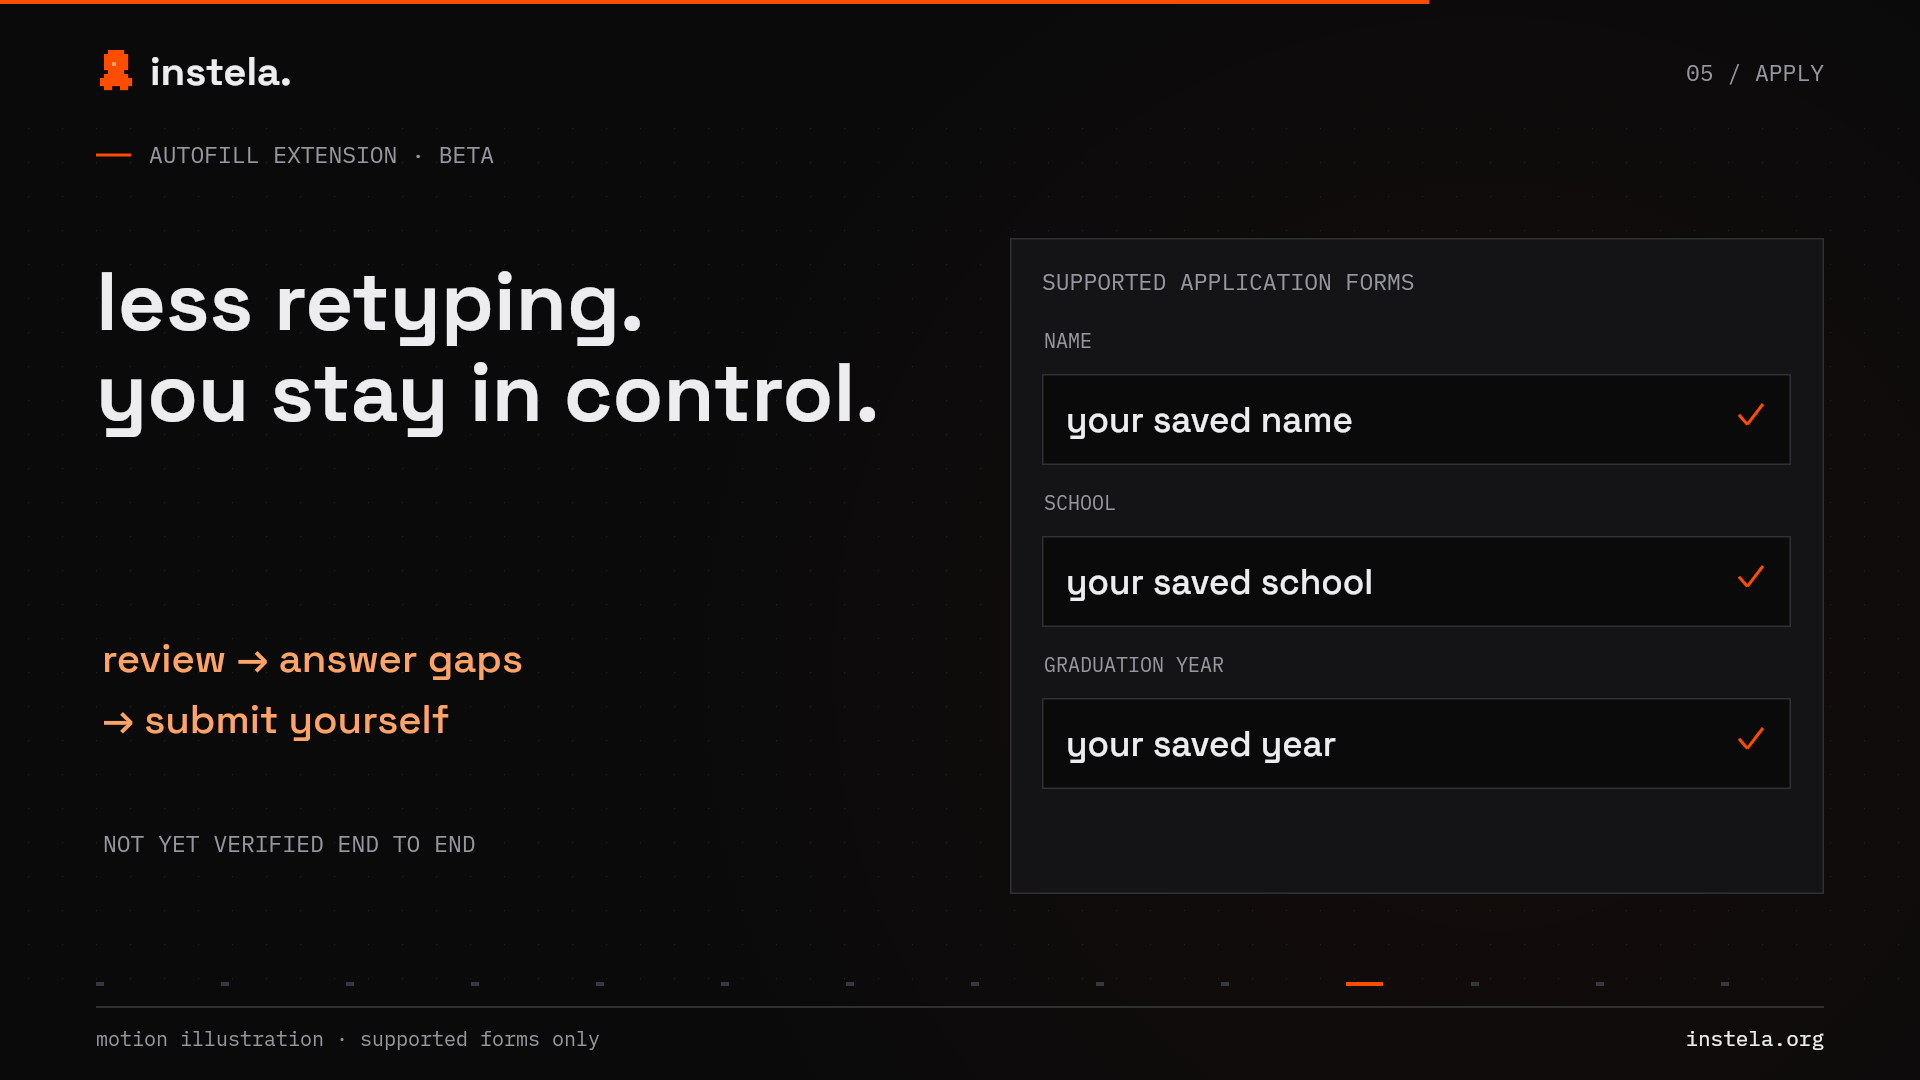 instela.
05 / APPLY
AUTOFILL EXTENSION · BETA
less retyping.
you stay in control.
review → answer gaps
→ submit yourself
NOT YET VERIFIED END TO END
SUPPORTED APPLICATION FORMS
NAME
your saved name
SCHOOL
your saved school
GRADUATION YEAR
your saved year
motion illustration · supported forms only
instela.org